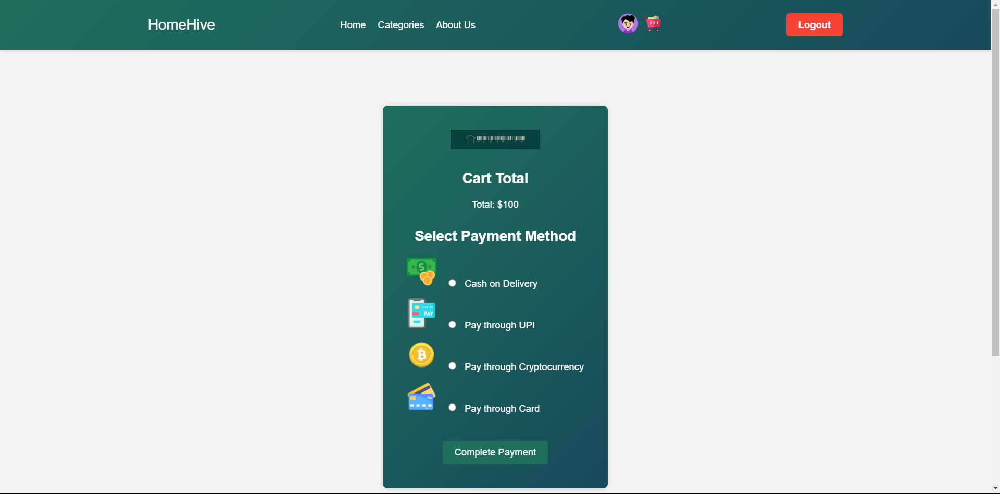 HomeHive
Home Categories About Us
Logout
Cart Total
Total: $100
Select Payment Method
Cash on Delivery
PAY
Pay through UPI
Pay through Cryptocurrency
Pay through Card
Complete Payment